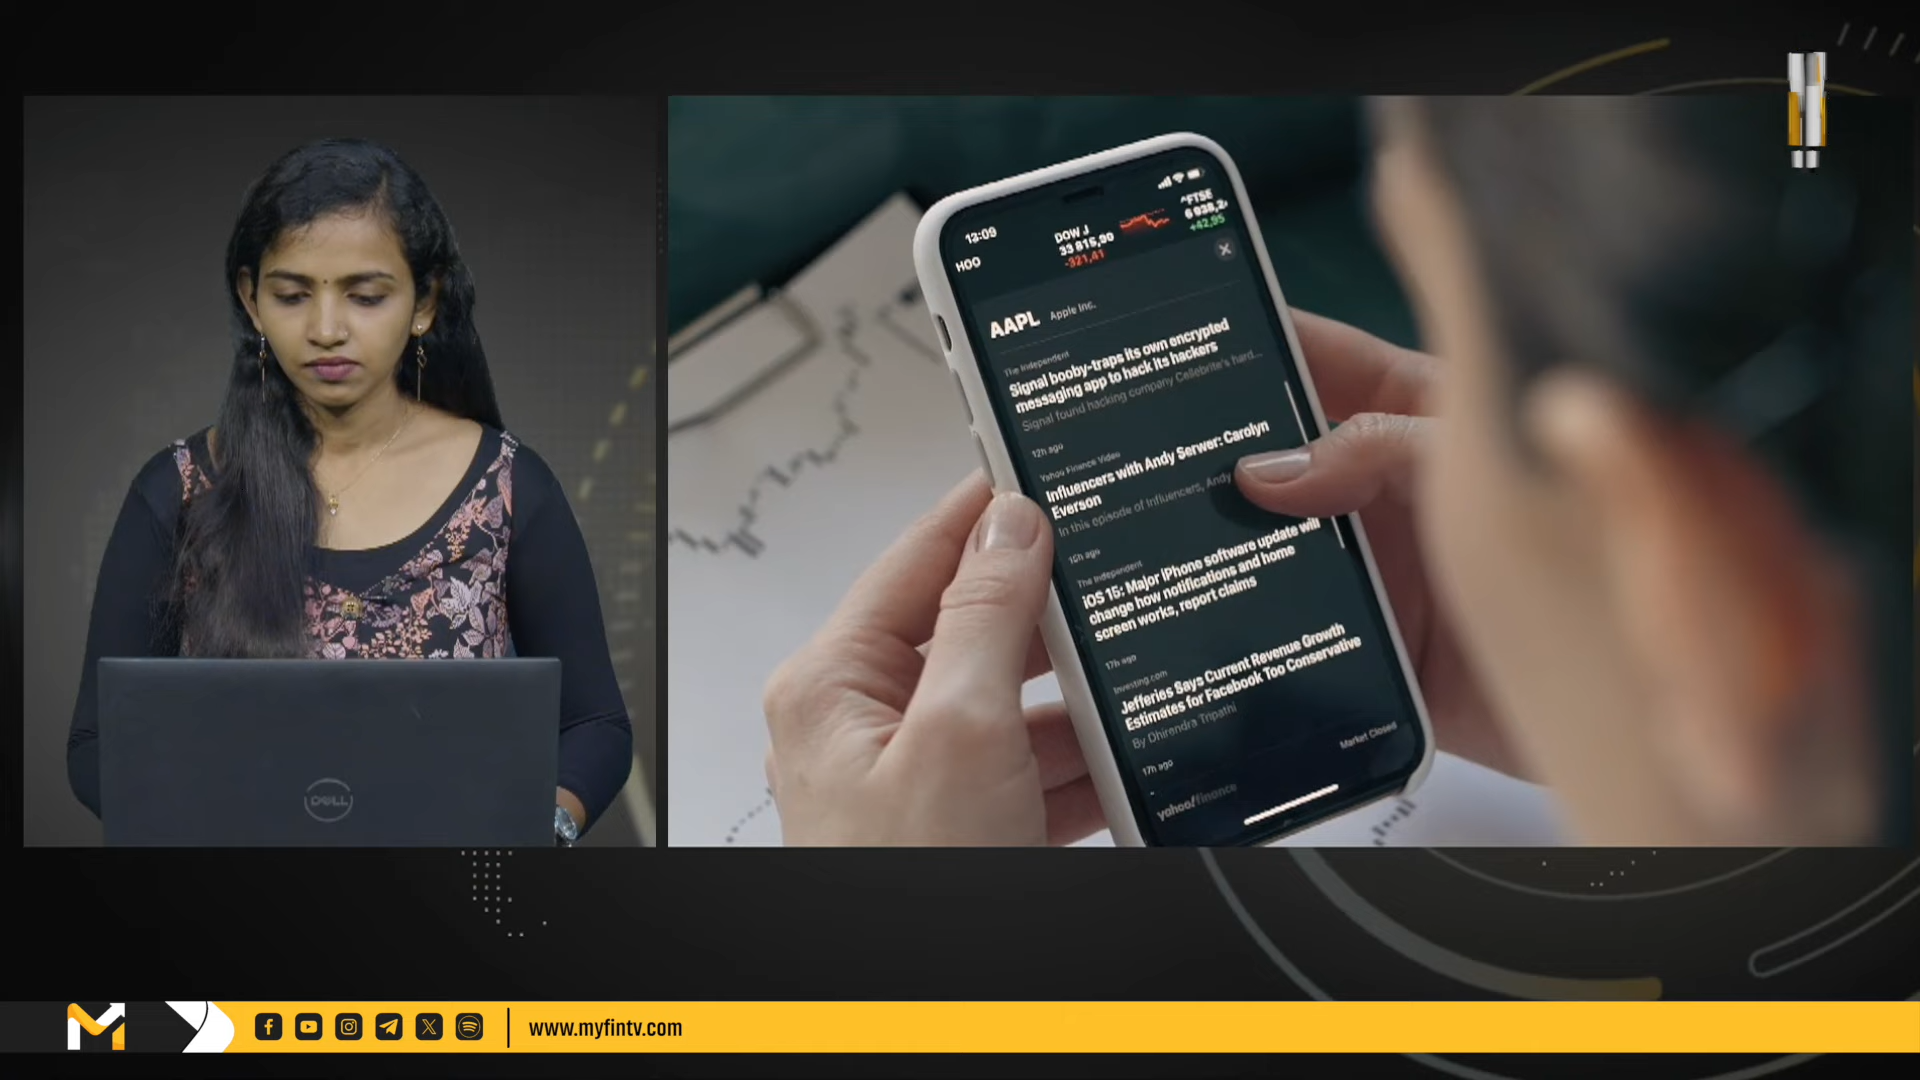 12:09
HOO
DOW J
33 815,90
-321,41
^FTSE
6 938,2
+42,95
AAPL Apple Inc.
The Independent
Signal booby-traps its own encrypted
messaging app to hack its hackers
Signal found hacking company Cellebrite's hard...
12h ago
Yahoo Finance Video
Influencers with Andy Serwer: Carolyn
Everson
In this episode of Influencers, Andy
15h ago
The Independent
iOS 15: Major iPhone software update will
change how notifications and home
screen works, report claims
17h ago
Investing.com
Jefferies Says Current Revenue Growth
Estimates for Facebook Too Conservative
By Dhirendra Tripathi
17h ago
Market Closed
yahoo/finance
DELL
www.myfintv.com